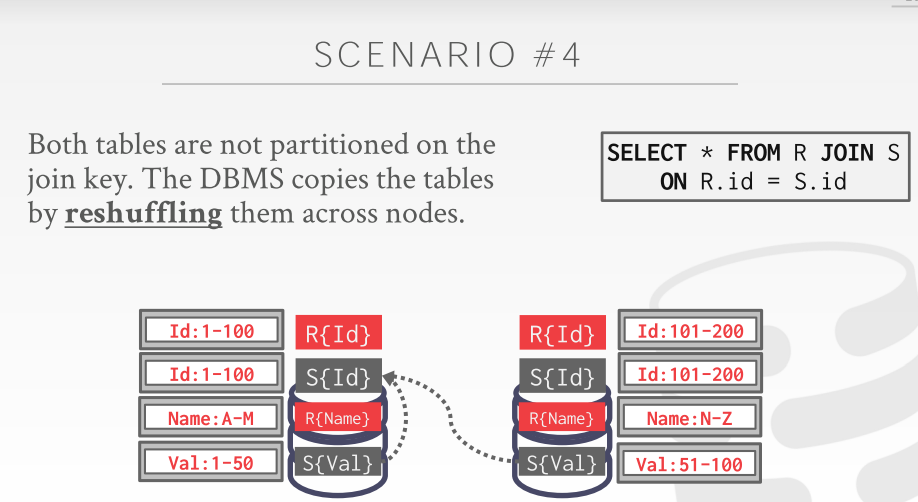 SCENARIO #4
Both tables are not partitioned on the
join key. The DBMS copies the tables
by reshuffling them across nodes.
SELECT * FROM R JOIN S
ON R.id = S.id
Id:1-100 R{Id} R{Id} Id:101-200
Id:1-100 S{Id} S{Id} Id:101-200
Name:A-M R{Name} R{Name} Name:N-Z
Val:1-50 S{Val} S{Val} Val:51-100